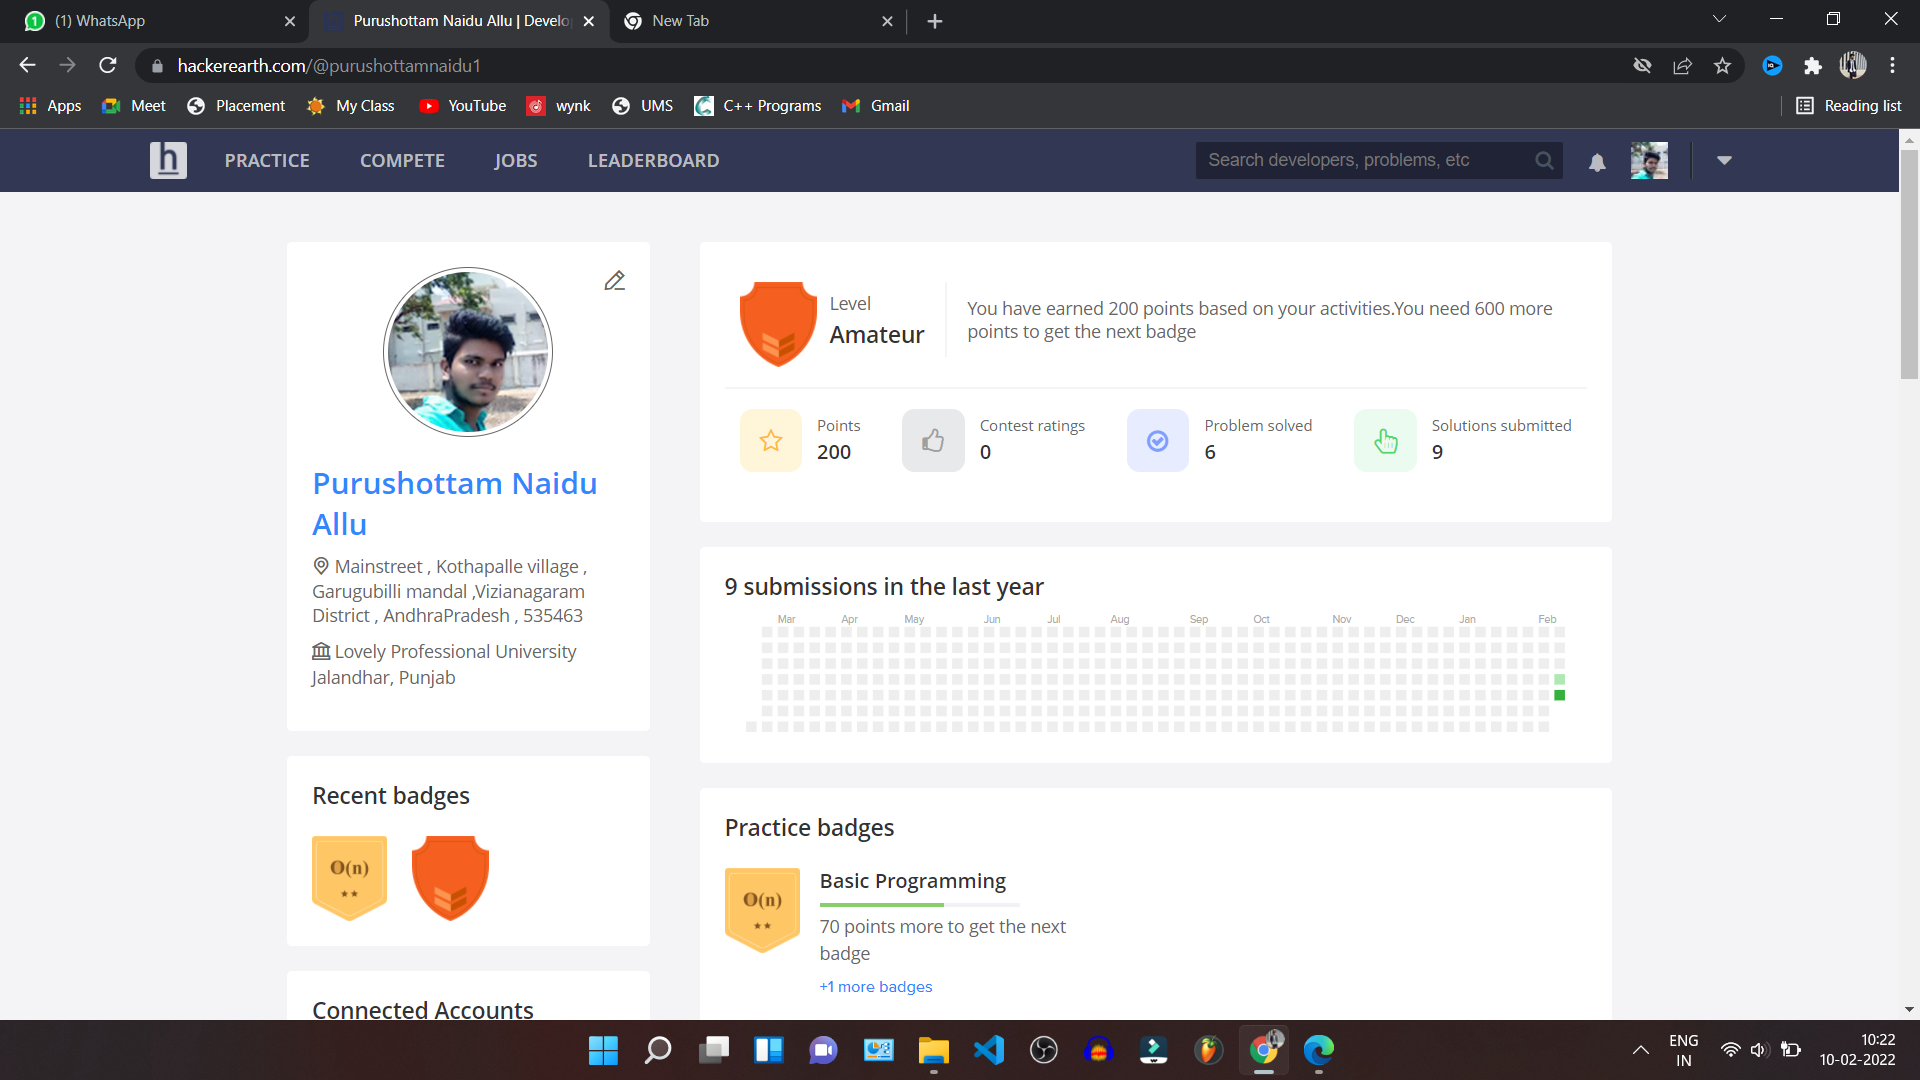 (1) WhatsApp
Purushottam Naidu Allu | Develo
New Tab
hackerearth.com/@purushottamnaidu1
Apps
Meet
Placement
My Class
YouTube
wynk
UMS
C++ Programs
Gmail
Reading list
h
PRACTICE
COMPETE
JOBS
LEADERBOARD
Search developers, problems, etc
Purushottam Naidu
Allu
Mainstreet , Kothapalle village ,
Garugubilli mandal ,Vizianagaram
District , AndhraPradesh , 535463
Lovely Professional University
Jalandhar, Punjab
Recent badges
O(n)
Connected Accounts
Level
Amateur
You have earned 200 points based on your activities.You need 600 more
points to get the next badge
Points
200
Contest ratings
0
Problem solved
6
Solutions submitted
9
9 submissions in the last year
Mar Apr May Jun Jul Aug Sep Oct Nov Dec Jan Feb
Practice badges
O(n)
Basic Programming
70 points more to get the next
badge
+1 more badges
ENG
IN
10:22
10-02-2022